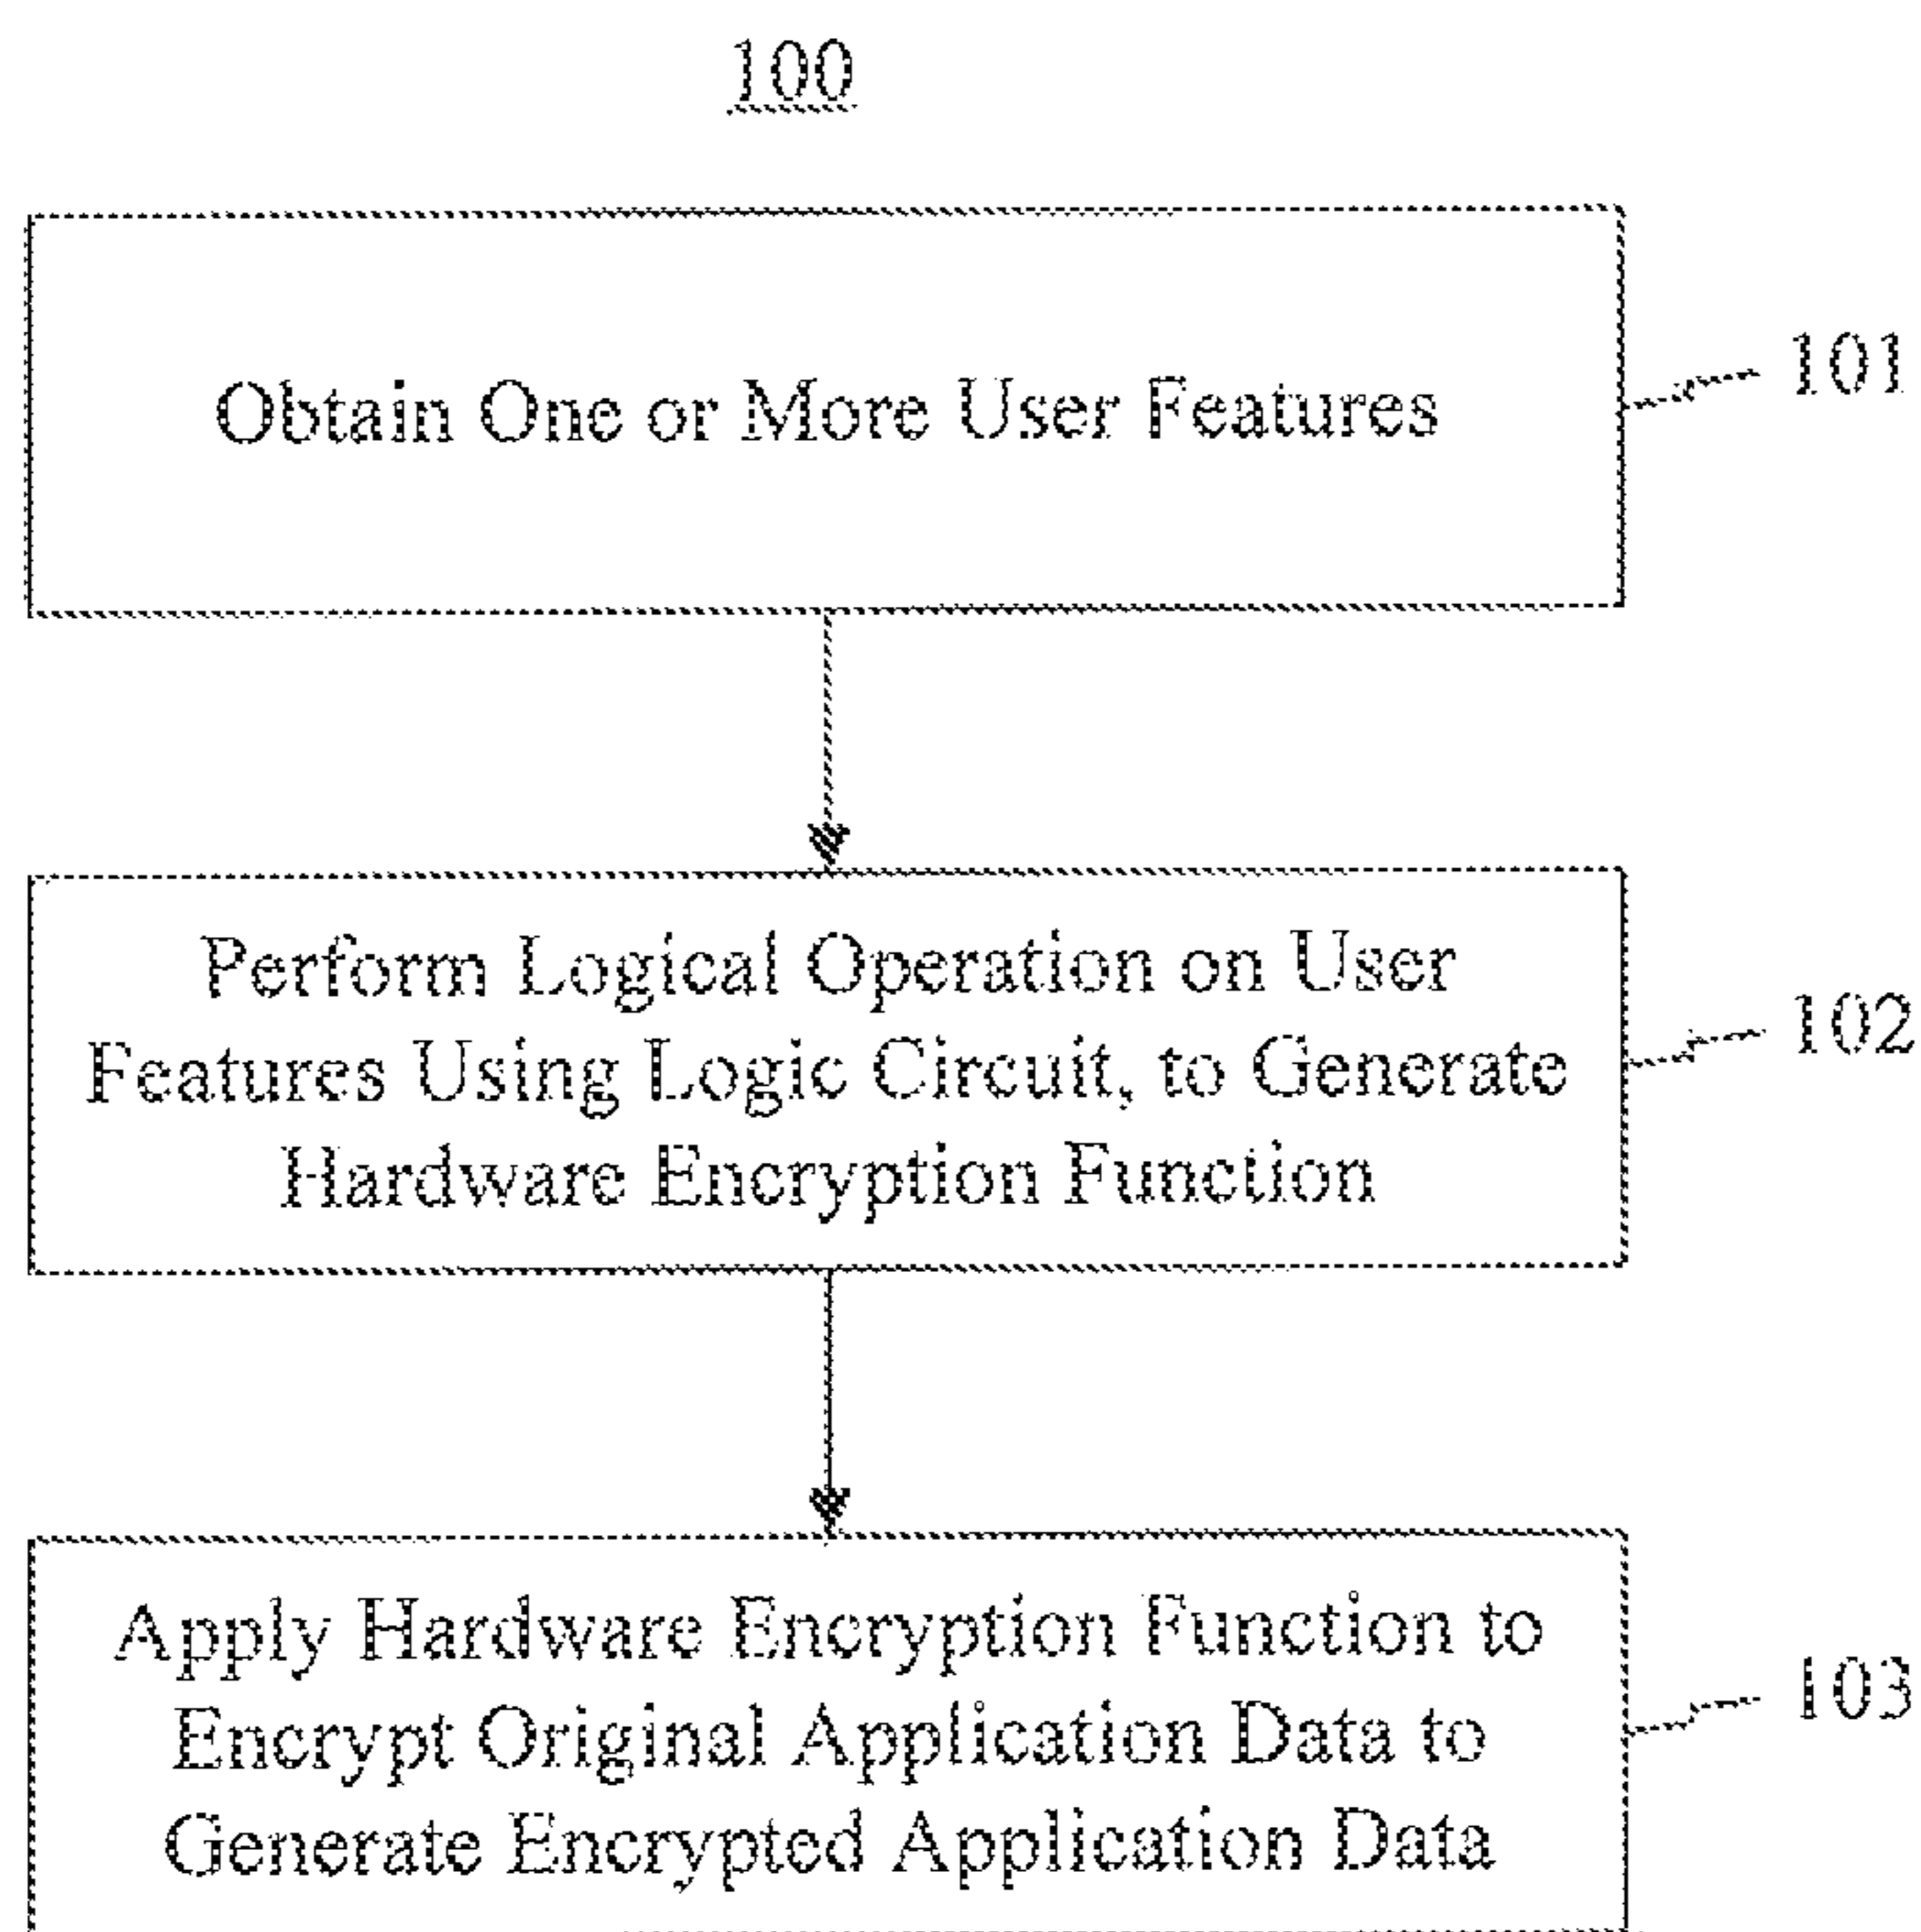 100
Obtain One or More User Features
101
Perform Logical Operation on User
Features Using Logic Circuit, to Generate
Hardware Encryption Function
102
Apply Hardware Encryption Function to
Encrypt Original Application Data to
Generate Encrypted Application Data
103